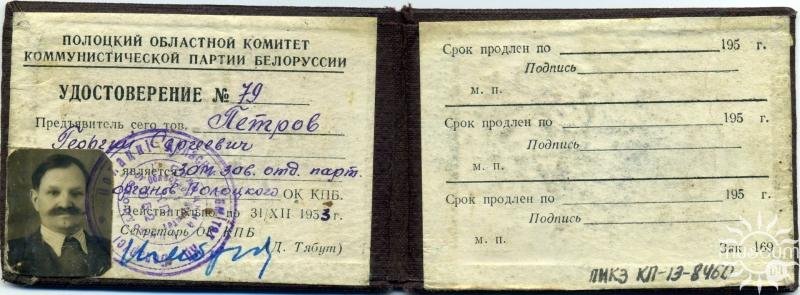 ПОЛОЦКИЙ ОБЛАСТНОЙ КОМИТЕТ
КОММУНИСТИЧЕСКОЙ ПАРТИИ БЕЛОРУССИИ
УДОСТОВЕРЕНИЕ № 79
Предъявитель сего тов. Петров
Георгий Сергеевич
является зам. зав. отд. парт.
органов Полоцкого ОК КПБ.
Действительно по 31/XII 1953 г.
Секретарь ОК КПБ
(Д. Тябут)
Срок продлен по 195 г.
Подпись
м. п.
Срок продлен по 195 г.
Подпись
м. п.
Срок продлен по 195 г.
Подпись
м. п. Зак 169
ПИКЗ КП-13-8460